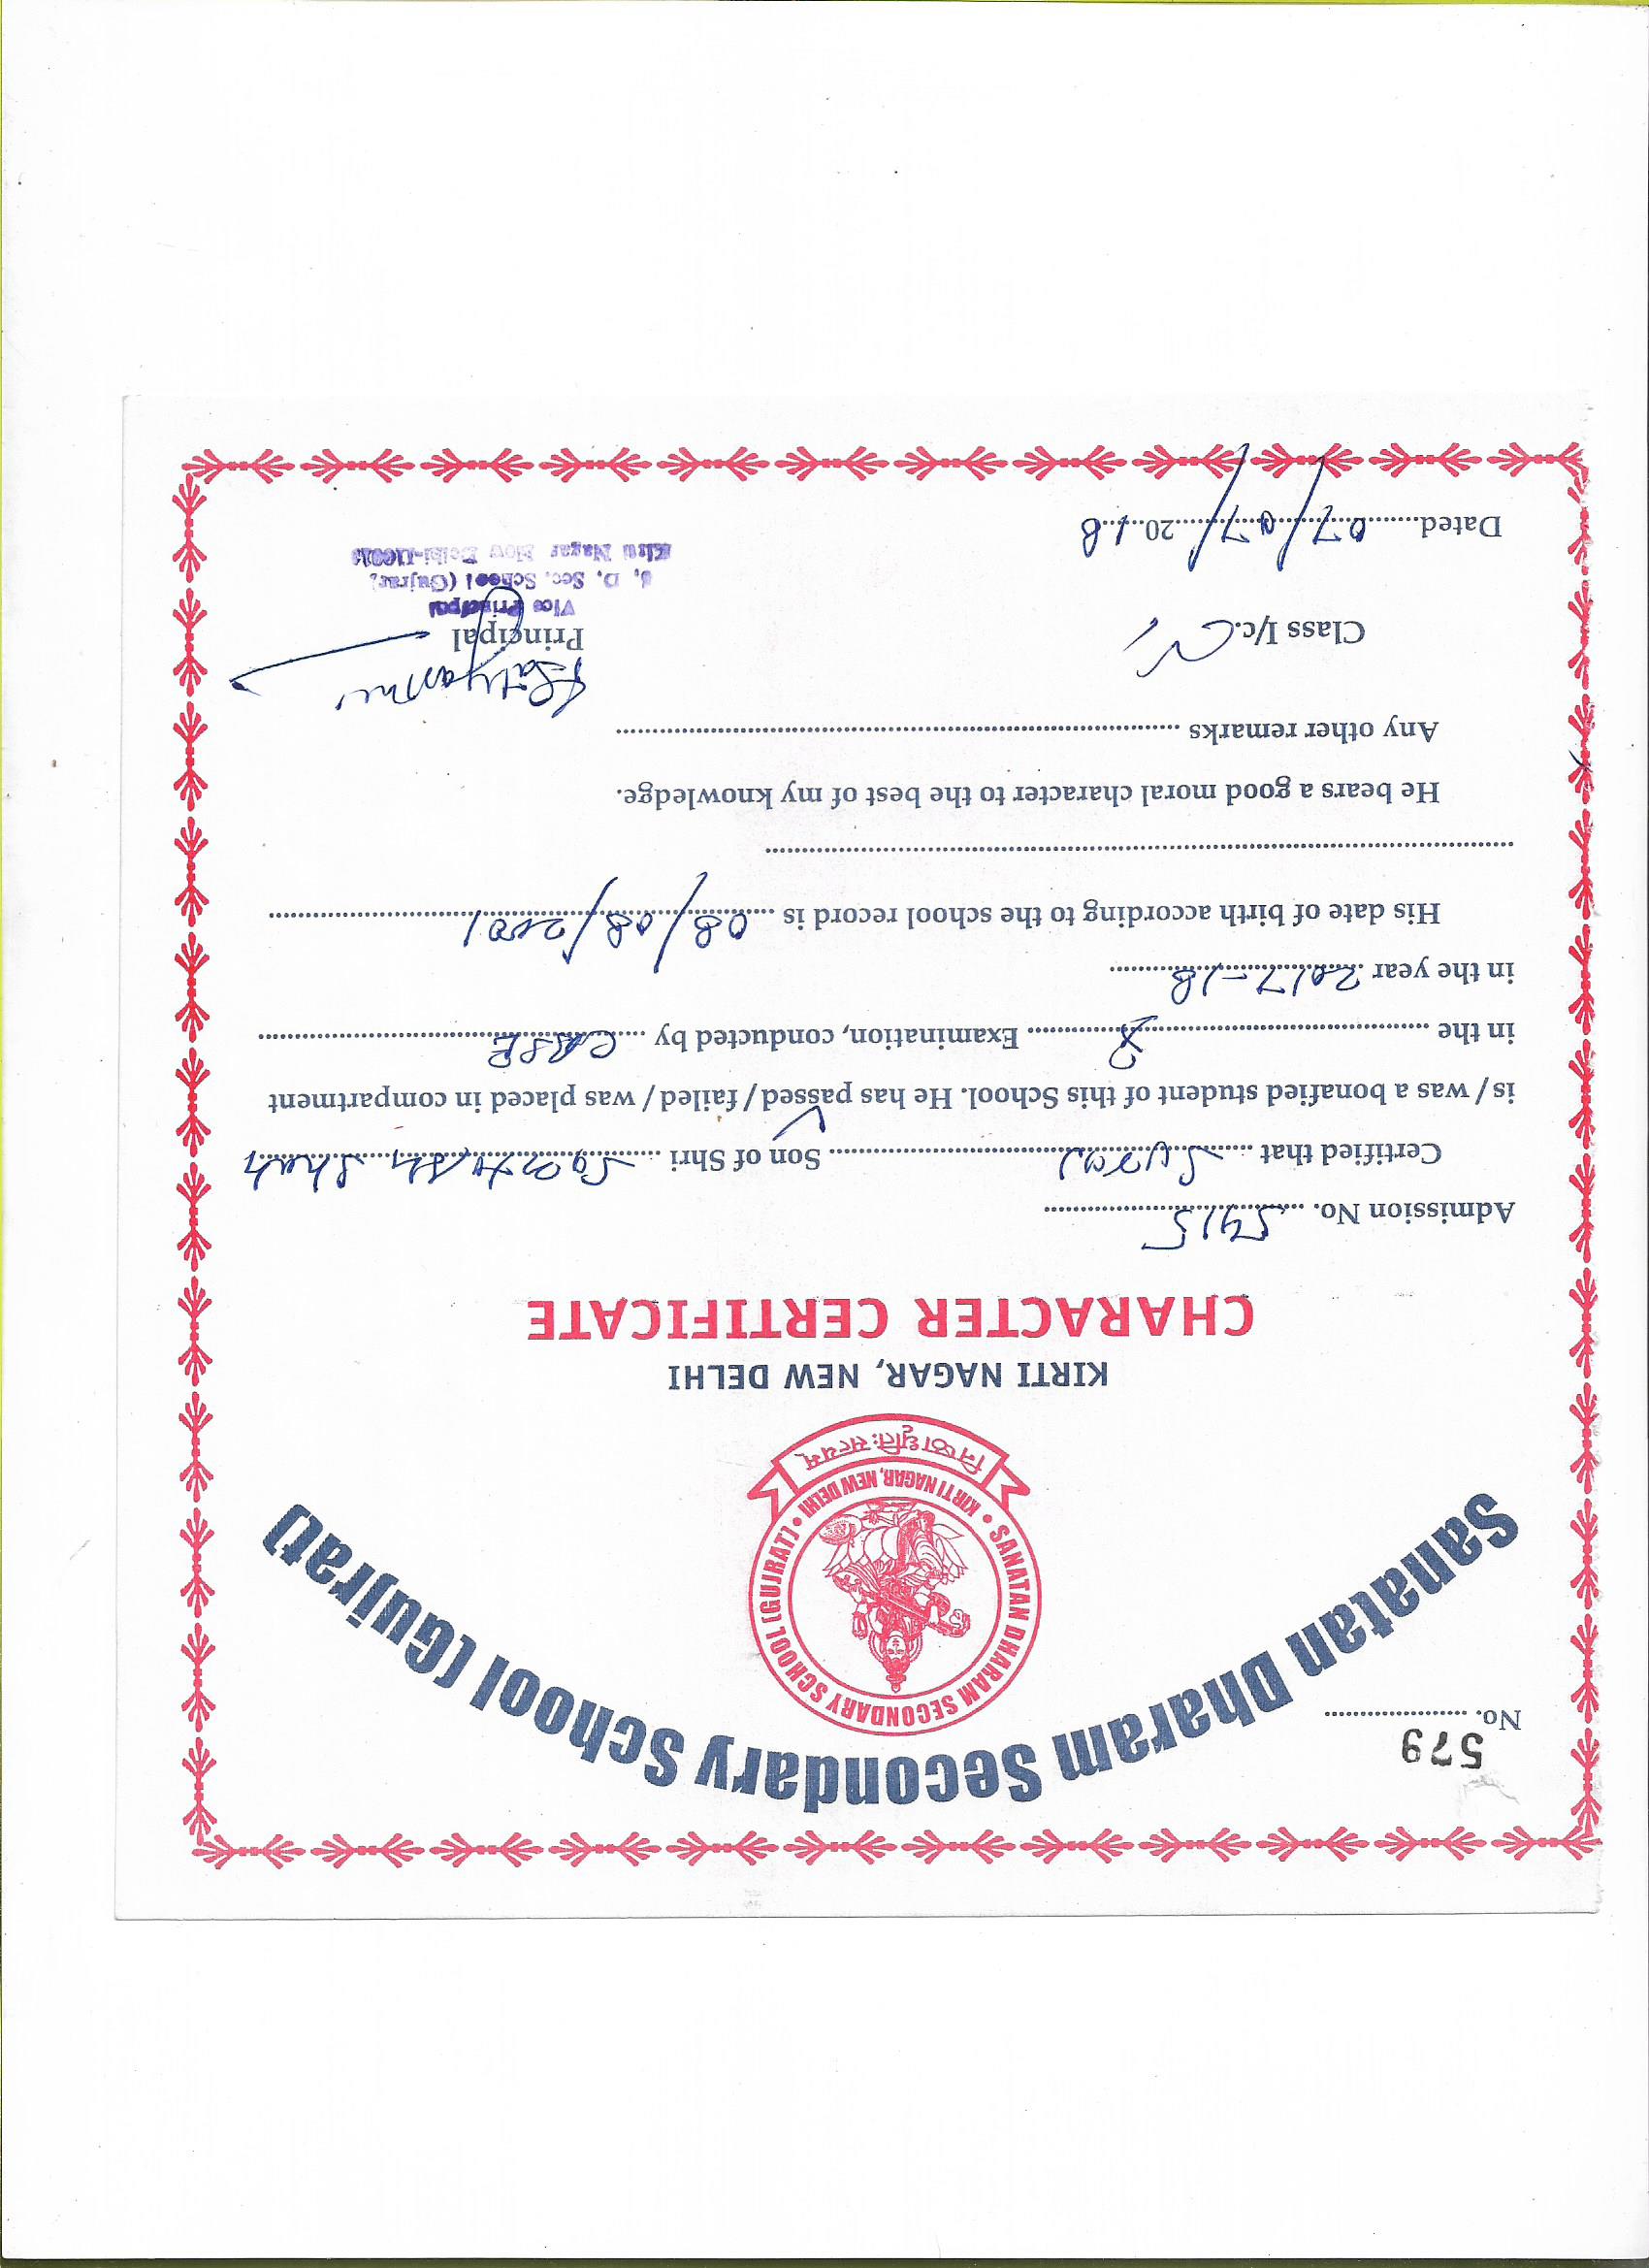 No. 579
Sanatan Dharam Secondary School (Gujrat)
SANATAN DHARAM SECONDARY SCHOOL (GUJRAT)
• KIRTI NAGAR, NEW DELHI •
निष्ठा धृति: सत्यम्
KIRTI NAGAR, NEW DELHI
CHARACTER CERTIFICATE
Admission No. 5915
Certified that Suraj Son of Shri Santosh Shah
is / was a bonafied student of this School. He has passed / failed / was placed in compartment
in the X Examination, conducted by CBSE
in the year 2017-18
His date of birth according to the school record is 08/08/2001
He bears a good moral character to the best of my knowledge.
Any other remarks
Class I/c.
Principal
Vice Principal
S. D. Sec. School (Gujrat)
Kirti Nagar New Delhi-110015
Dated 07/07/2018